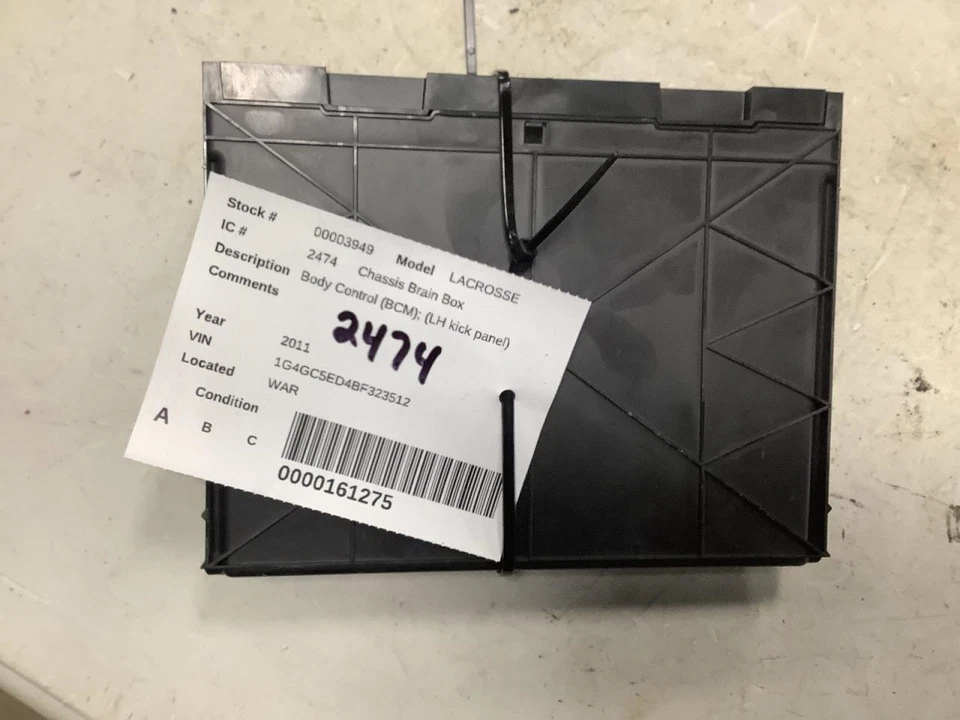 Stock # 00003949 Model LACROSSE
IC # 2474 Chassis Brain Box
Description Body Control (BCM); (LH kick panel)
Comments
2474
Year 2011
VIN 1G4GC5ED4BF323512
Located WAR
Condition
A B C
0000161275